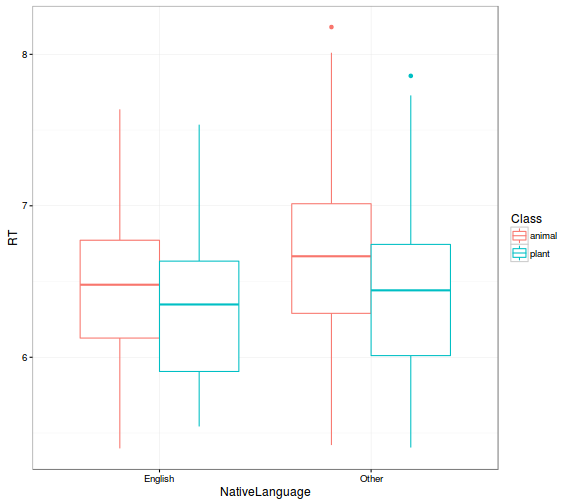 8
7
6
RT
English
Other
NativeLanguage
Class
animal
plant